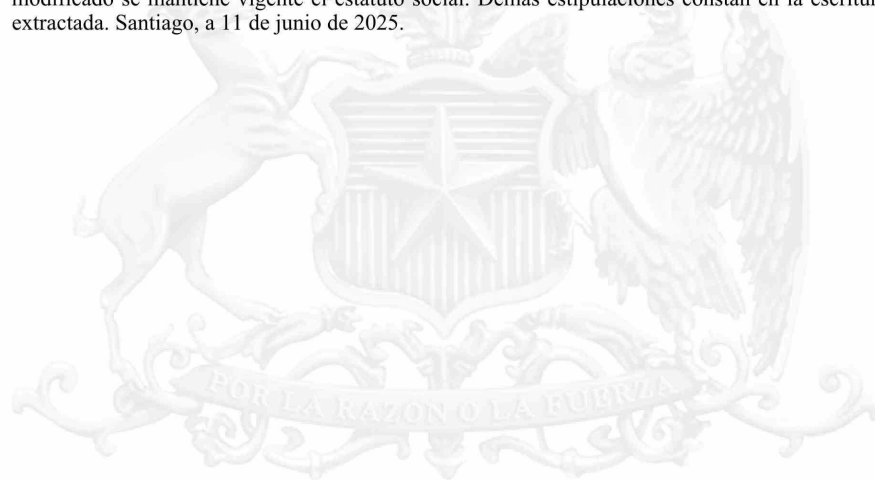 modificado se mantiene vigente el estatuto social. Demás estipulaciones constan en la escritura
extractada. Santiago, a 11 de junio de 2025.
POR LA RAZON O LA FUERZA